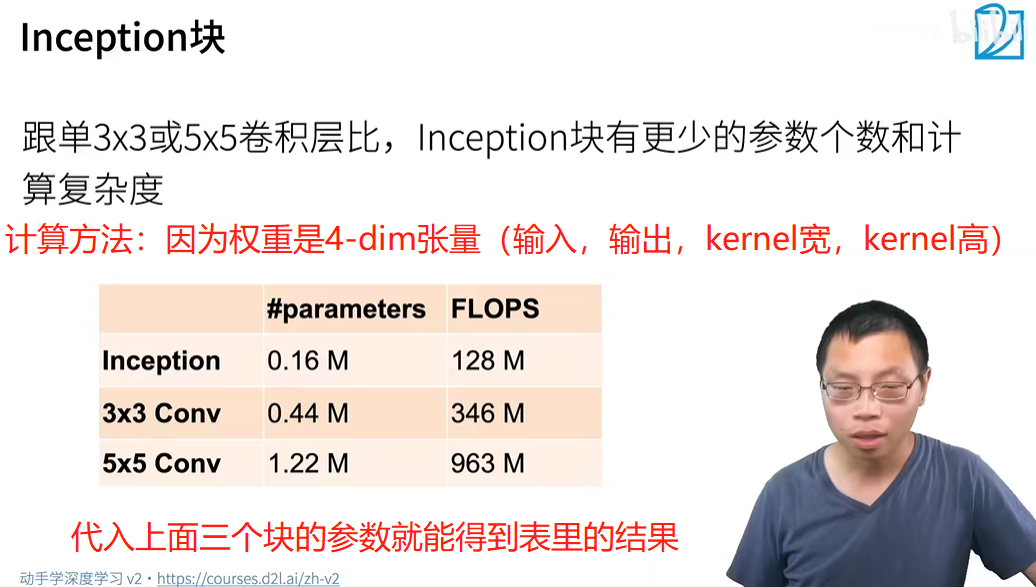 Inception块
bilibili
跟单3x3或5x5卷积层比，Inception块有更少的参数个数和计
算复杂度
计算方法：因为权重是4-dim张量（输入，输出，kernel宽，kernel高）
#parameters FLOPS
Inception 0.16 M 128 M
3x3 Conv 0.44 M 346 M
5x5 Conv 1.22 M 963 M
代入上面三个块的参数就能得到表里的结果
动手学深度学习 v2 • https://courses.d2l.ai/zh-v2